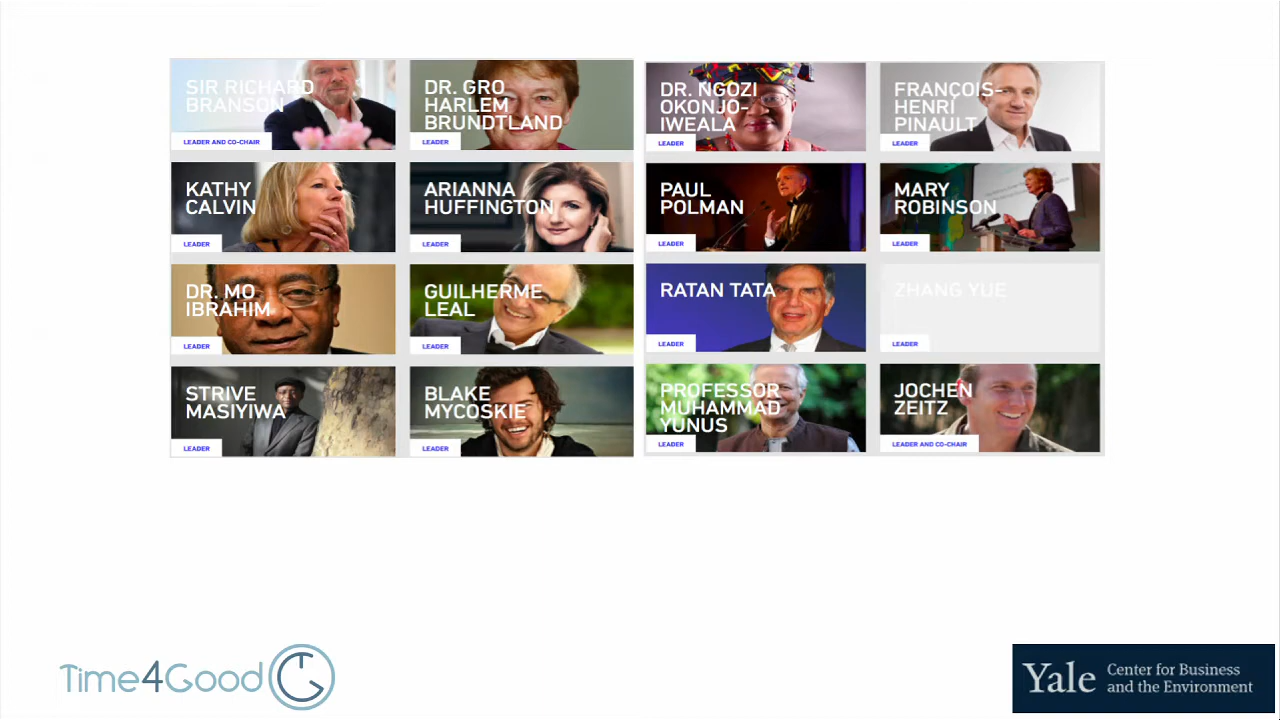 SIR RICHARD
BRANSON
LEADER AND CO-CHAIR
DR. GRO
HARLEM
BRUNDTLAND
LEADER
DR. NGOZI
OKONJO-
IWEALA
LEADER
FRANÇOIS-
HENRI
PINAULT
LEADER
KATHY
CALVIN
LEADER
ARIANNA
HUFFINGTON
LEADER
PAUL
POLMAN
LEADER
MARY
ROBINSON
LEADER
DR. MO
IBRAHIM
LEADER
GUILHERME
LEAL
LEADER
RATAN TATA
LEADER
ZHANG YUE
LEADER
STRIVE
MASIYIWA
LEADER
BLAKE
MYCOSKIE
LEADER
PROFESSOR
MUHAMMAD
YUNUS
LEADER
JOCHEN
ZEITZ
LEADER AND CO-CHAIR
Time4Good
Yale Center for Business
and the Environment